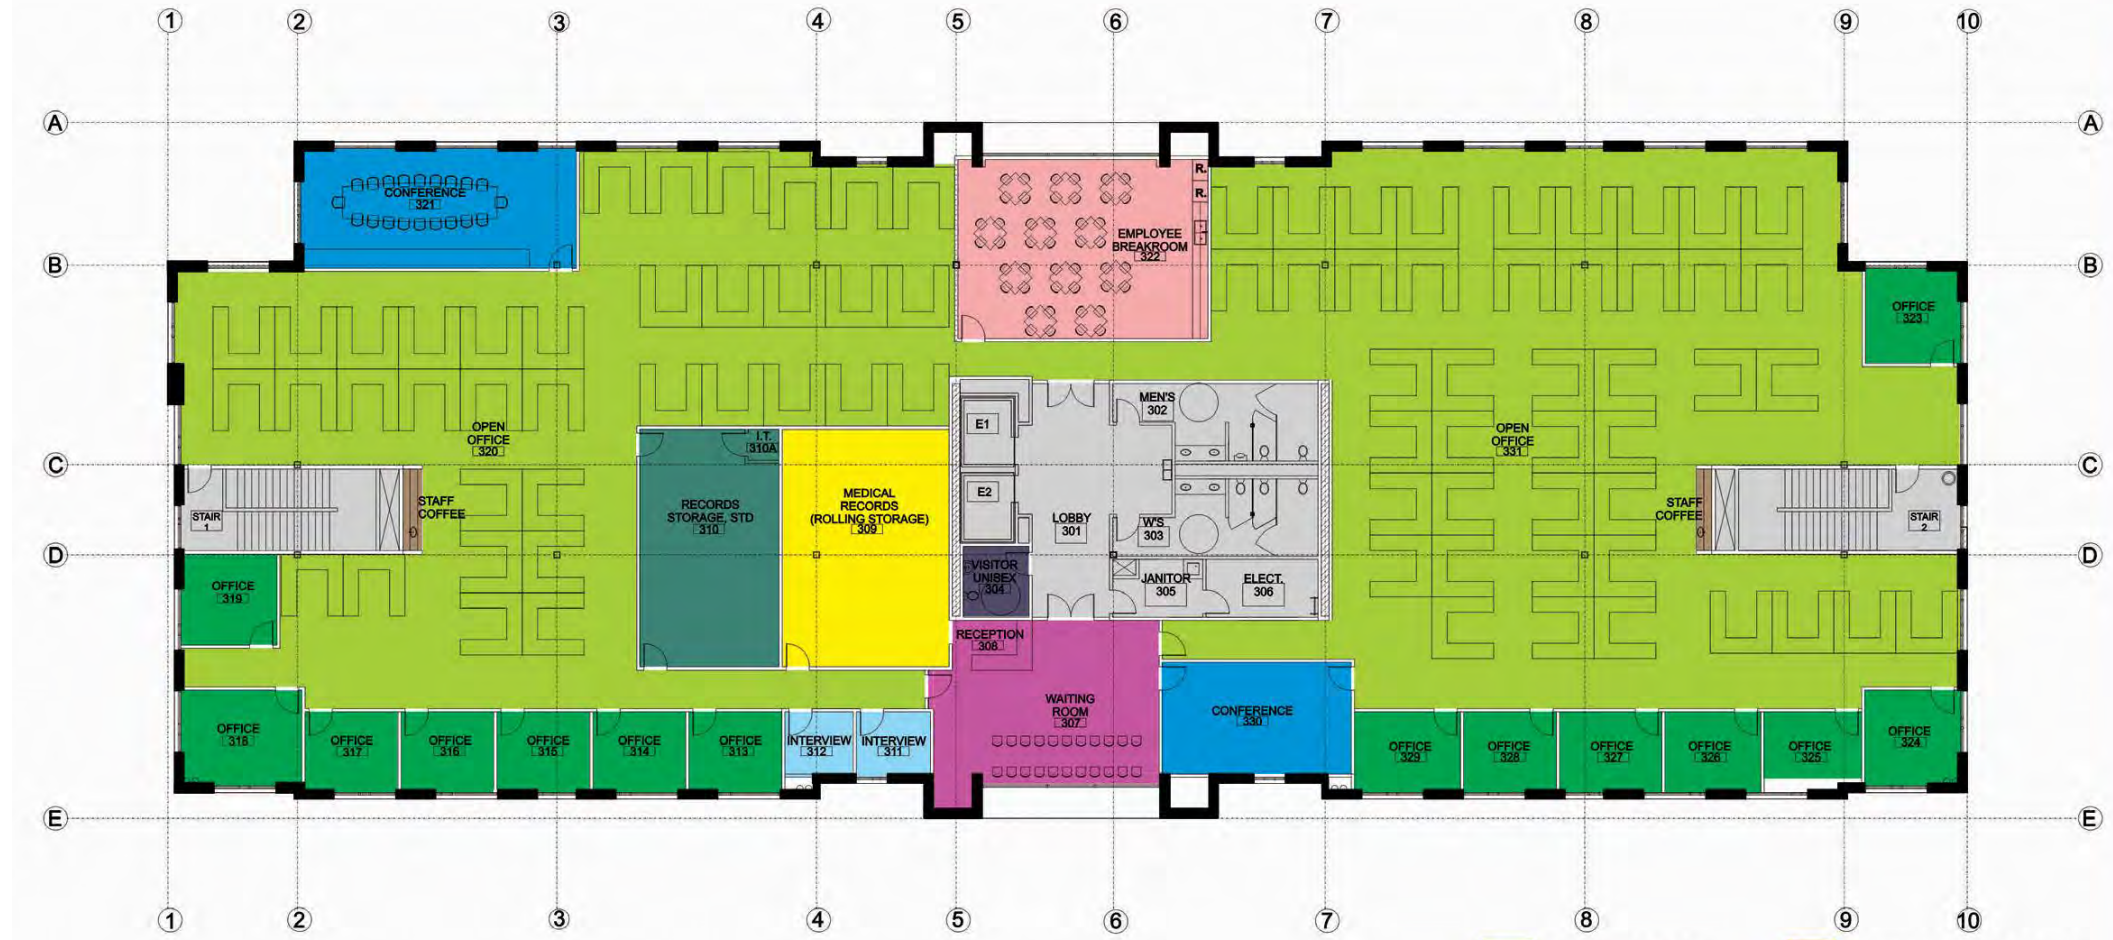 1 2 3 4 5 6 7 8 9 10
A A
CONFERENCE
321
R.
R.
EMPLOYEE
BREAKROOM
322
B B
OFFICE
323
MEN'S
302
E1
OPEN
OFFICE
320
I.T.
310A
OPEN
OFFICE
331
C C
STAFF
COFFEE
STAIR
1
RECORDS
STORAGE, STD
310
MEDICAL
RECORDS
(ROLLING STORAGE)
309
E2
LOBBY
301
W'S
303
STAFF
COFFEE
STAIR
2
D D
OFFICE
319
VISITOR
UNISEX
304
JANITOR
305
ELECT.
306
RECEPTION
308
WAITING
ROOM
307
CONFERENCE
330
OFFICE
318
OFFICE
317
OFFICE
316
OFFICE
315
OFFICE
314
OFFICE
313
INTERVIEW
312
INTERVIEW
311
OFFICE
329
OFFICE
328
OFFICE
327
OFFICE
326
OFFICE
325
OFFICE
324
E E
1 2 3 4 5 6 7 8 9 10